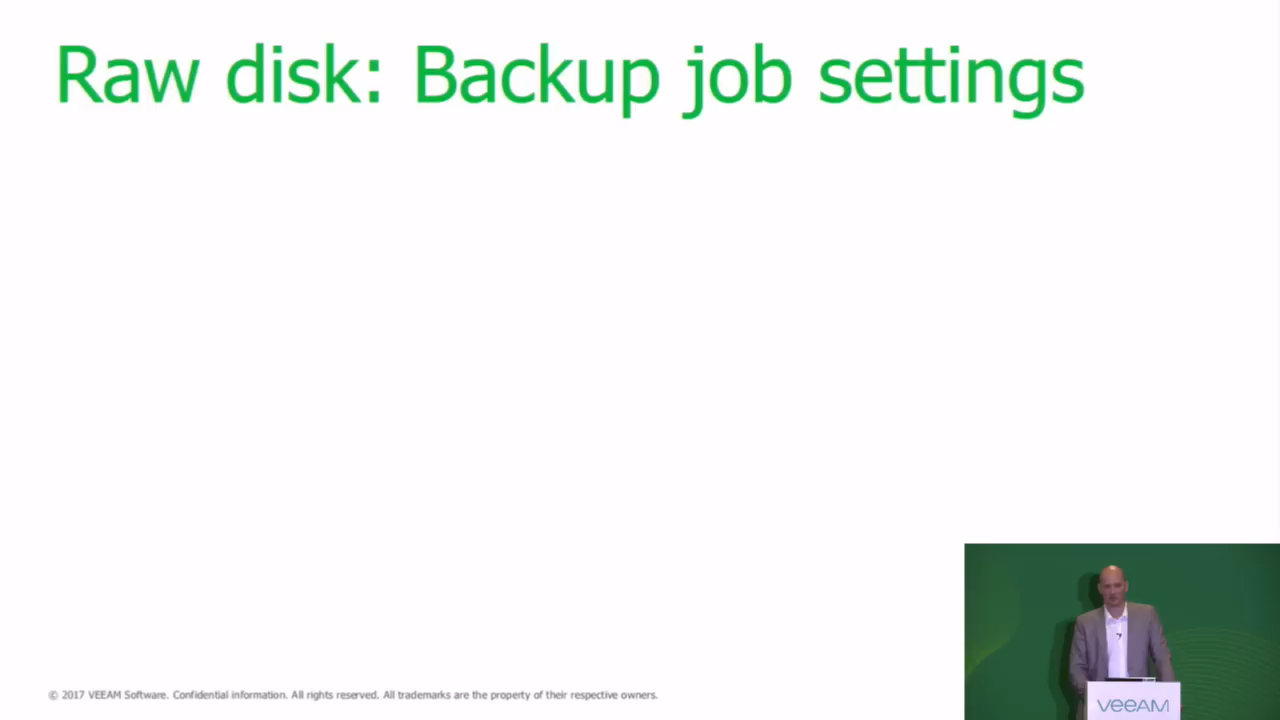 Raw disk: Backup job settings
© 2017 VEEAM Software. Confidential information. All rights reserved. All trademarks are the property of their respective owners.
veeAM